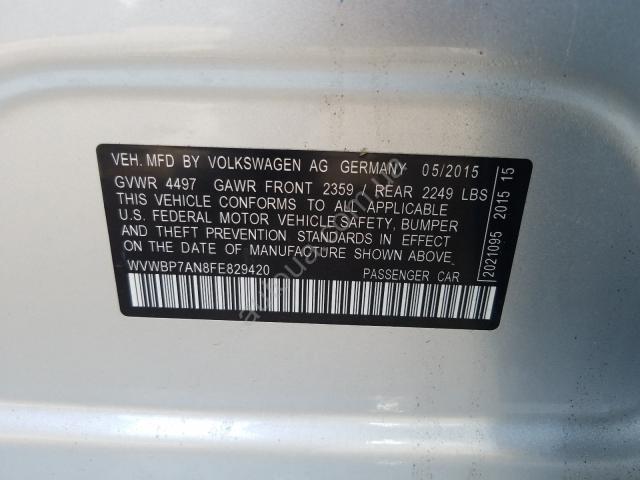 VEH. MFD BY VOLKSWAGEN AG GERMANY 05/2015
GVWR 4497 GAWR FRONT 2359 REAR 2249 LBS
THIS VEHICLE CONFORMS TO ALL APPLICABLE
U.S. FEDERAL MOTOR VEHICLE SAFETY, BUMPER
AND THEFT PREVENTION STANDARDS IN EFFECT
ON THE DATE OF MANUFACTURE SHOWN ABOVE.
WVWBP7AN8FE829420 PASSENGER CAR
2021095 2015 15